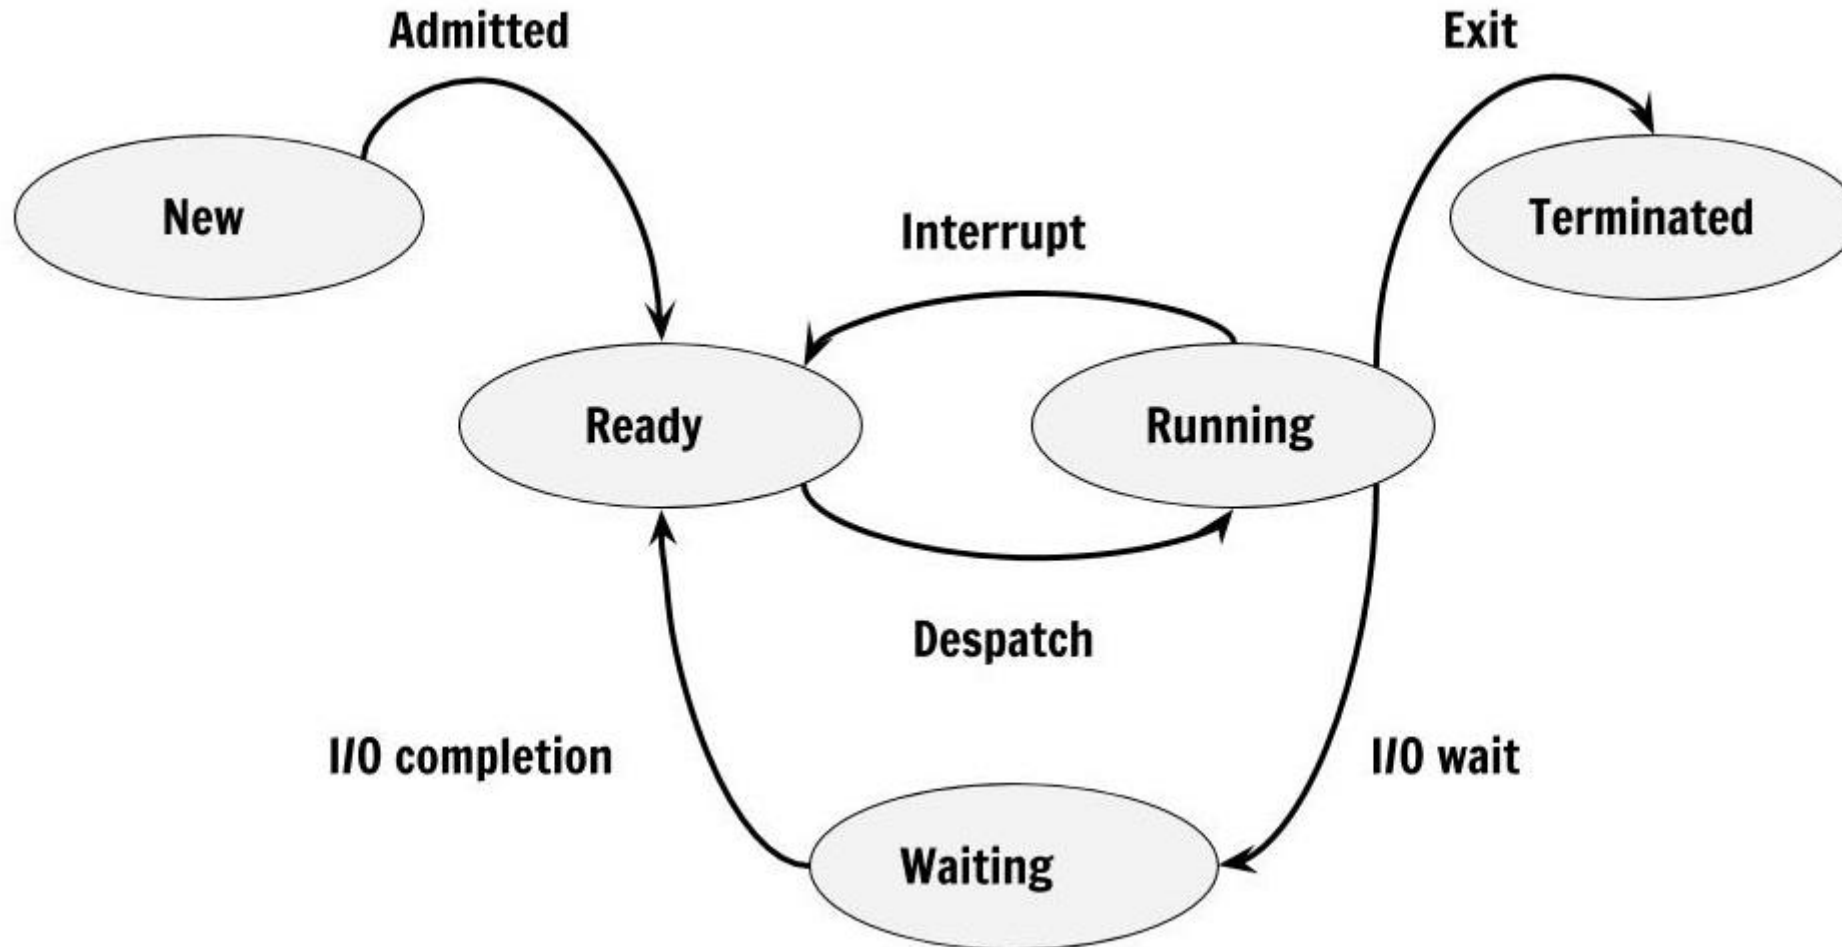 Admitted
Exit
New
Interrupt
Terminated
Ready
Running
Despatch
I/O completion
I/O wait
Waiting